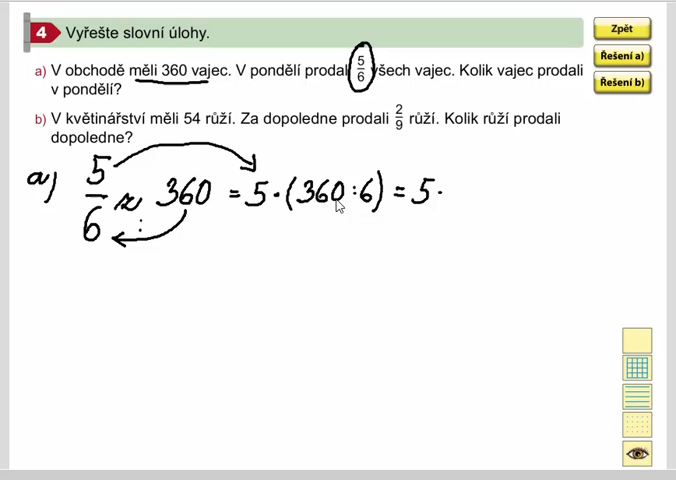 4 Vyřešte slovní úlohy.
Zpět
Řešení a)
Řešení b)
a) V obchodě měli 360 vajec. V pondělí prodali 5/6 všech vajec. Kolik vajec prodali
v pondělí?
b) V květinářství měli 54 růží. Za dopoledne prodali 2/9 růží. Kolik růží prodali
dopoledne?
a) 5/6 z 360 = 5 · (360 : 6) = 5 ·
: